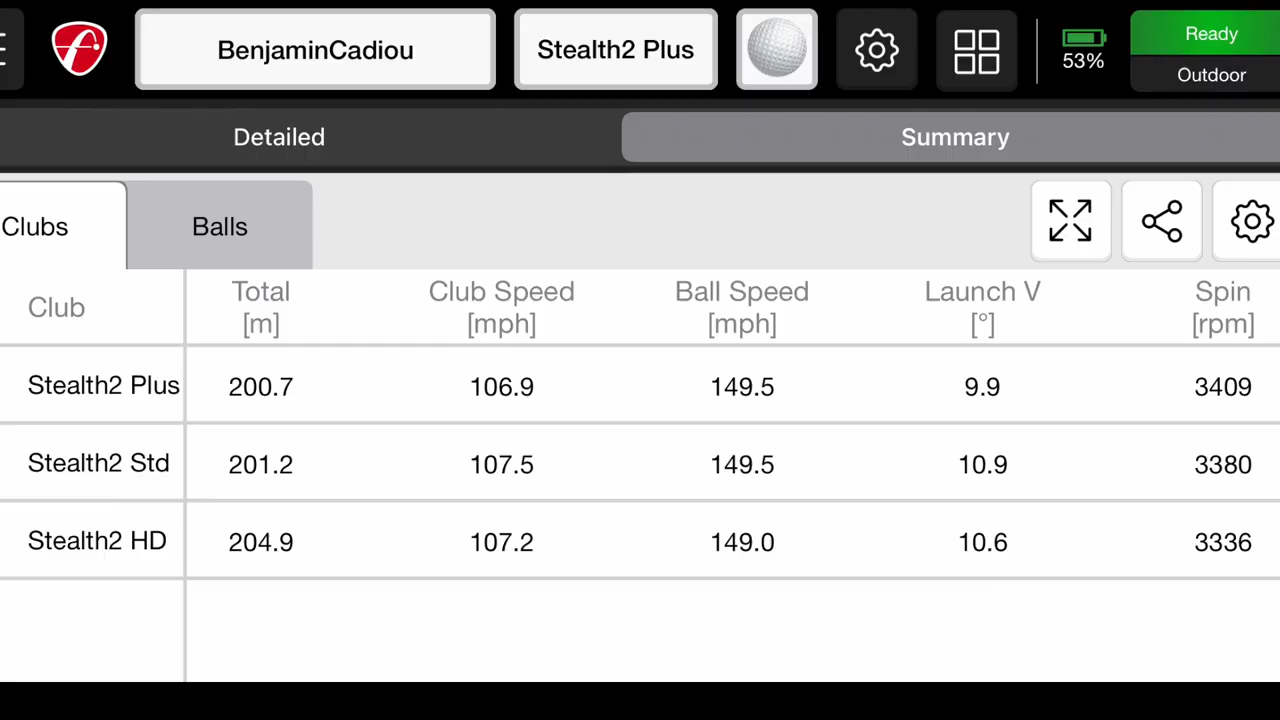 BenjaminCadiou
Stealth2 Plus
53%
Ready
Outdoor
Detailed
Summary
Clubs
Balls
Club
Total
[m]
Club Speed
[mph]
Ball Speed
[mph]
Launch V
[°]
Spin
[rpm]
Stealth2 Plus 200.7 106.9 149.5 9.9 3409
Stealth2 Std 201.2 107.5 149.5 10.9 3380
Stealth2 HD 204.9 107.2 149.0 10.6 3336